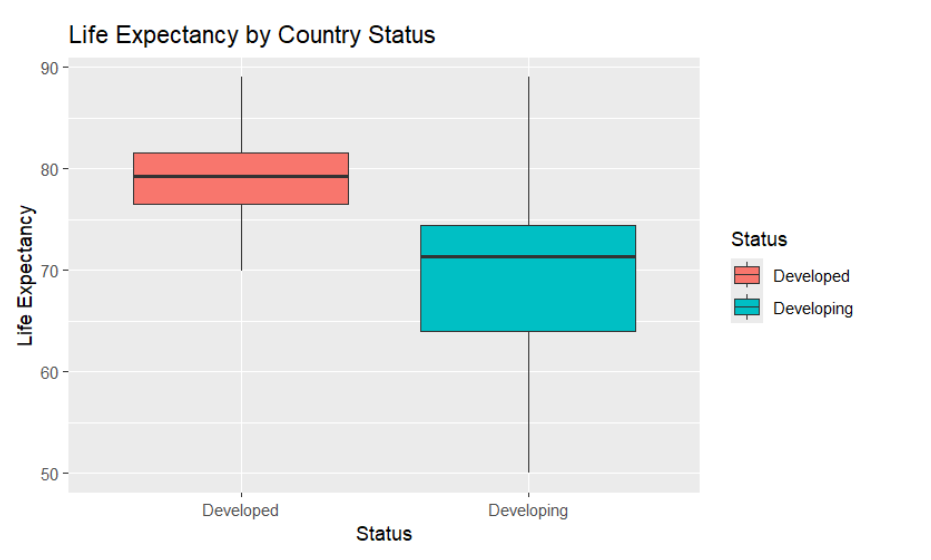 Life Expectancy by Country Status
Life Expectancy
90
80
70
60
50
Developed
Developing
Status
Status
Developed
Developing